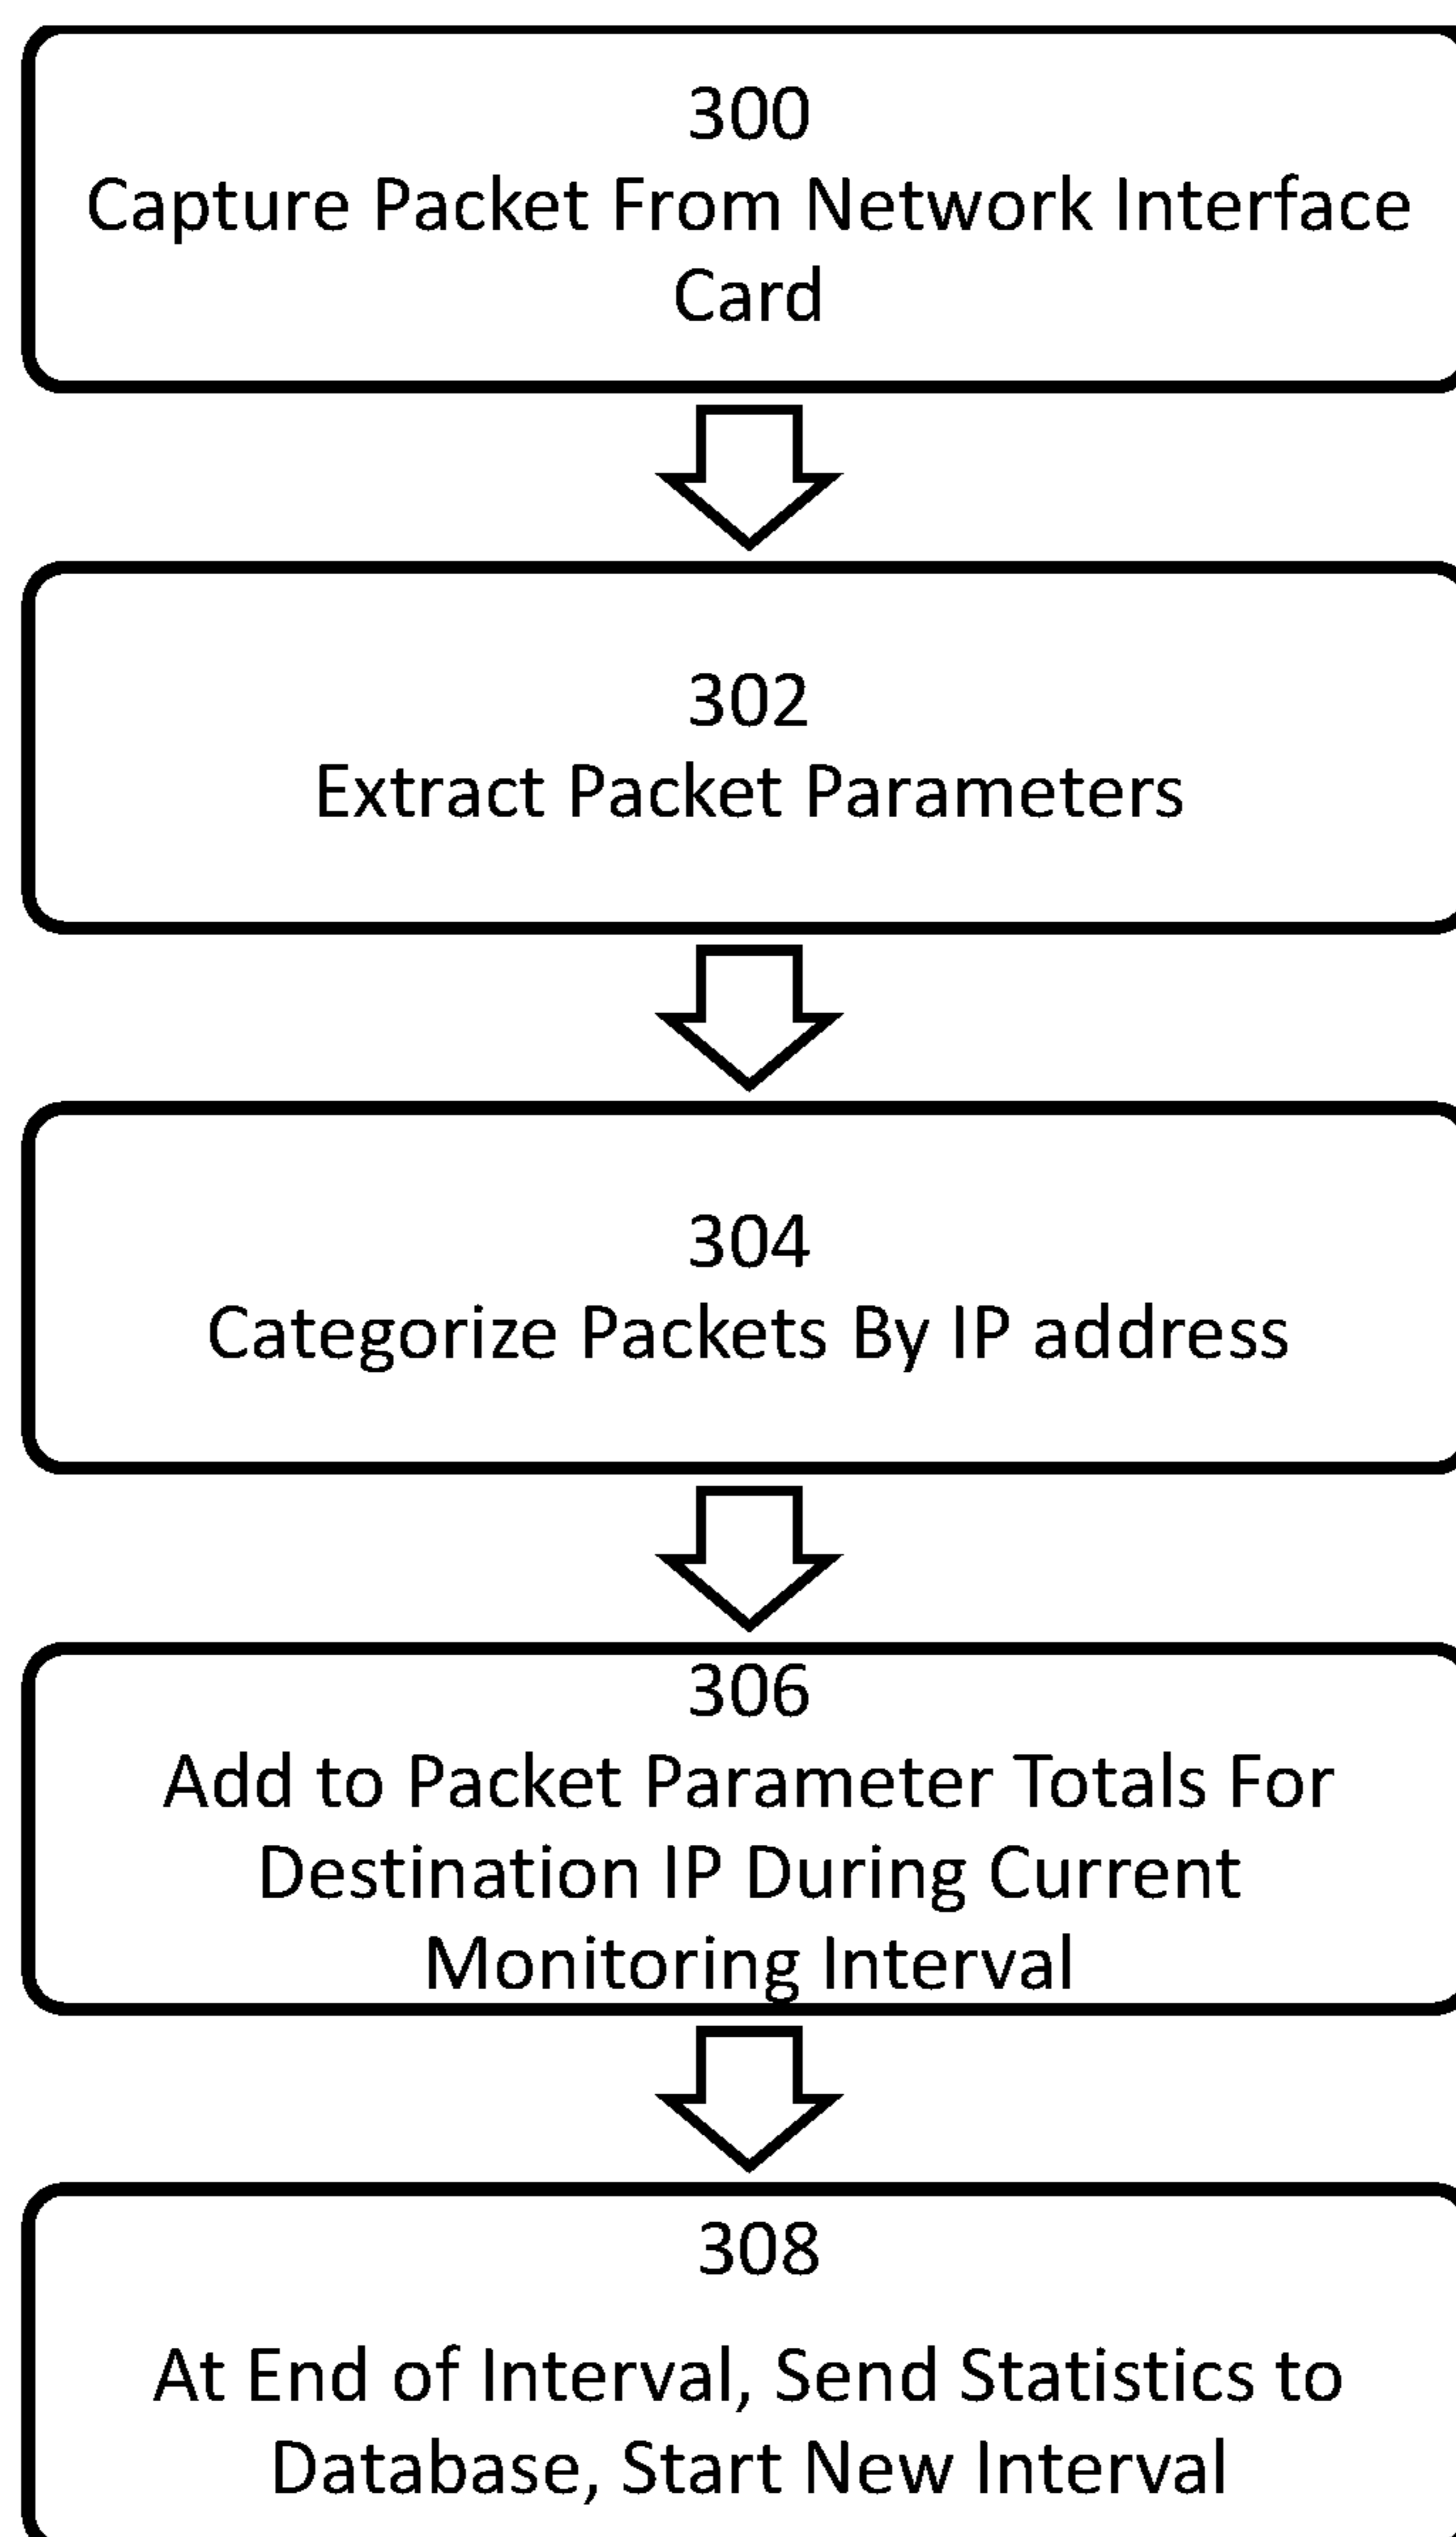 300
Capture Packet From Network Interface
Card
302
Extract Packet Parameters
304
Categorize Packets By IP address
306
Add to Packet Parameter Totals For
Destination IP During Current
Monitoring Interval
308
At End of Interval, Send Statistics to
Database, Start New Interval